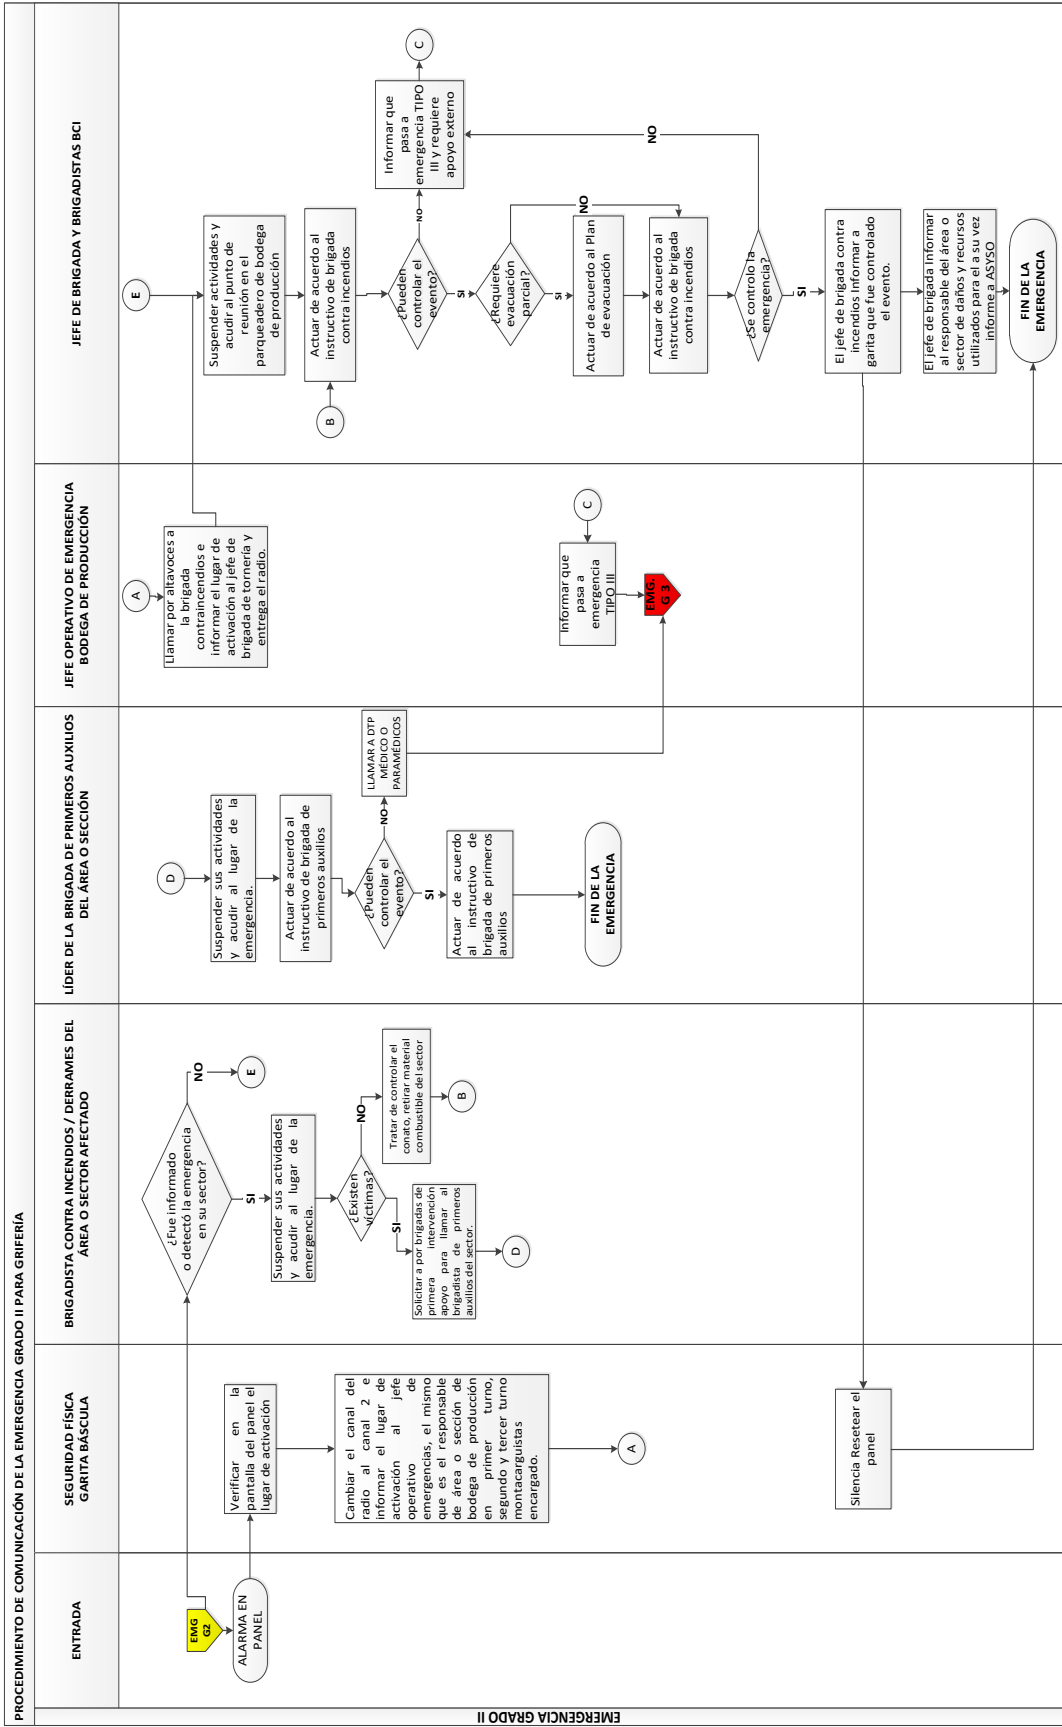 PROCEDIMIENTO DE COMUNICACIÓN DE LA EMERGENCIA GRADO II PARA GRIFERÍA
EMERGENCIA GRADO II
ENTRADA
EMG
G2
ALARMA EN
PANEL
SEGURIDAD FÍSICA
GARITA BÁSCULA
Verificar en la
pantalla del panel el
lugar de activación
Cambiar el canal del
radio al canal 2 e
informar el lugar de
activación al jefe
operativo de
emergencias, el mismo
que es el responsable
de área o sección de
bodega de producción
en primer turno,
segundo y tercer turno
montacarguistas
encargado.
A
Silencia Resetear el
panel
BRIGADISTA CONTRA INCENDIOS / DERRAMES DEL
ÁREA O SECTOR AFECTADO
¿Fue informado
o detectó la emergencia
en su sector?
NO
E
SI
Suspender sus actividades
y acudir al lugar de la
emergencia.
¿Existen
víctimas?
NO
Tratar de controlar el
conato, retirar material
combustible del sector
B
SI
Solicitar a por brigadas de
primera intervención
apoyo para llamar al
brigadista de primeros
auxilios del sector.
D
LÍDER DE LA BRIGADA DE PRIMEROS AUXILIOS
DEL ÁREA O SECCIÓN
D
Suspender sus actividades
y acudir al lugar de la
emergencia.
Actuar de acuerdo al
instructivo de brigada de
primeros auxilios
¿Pueden
controlar el
evento?
NO
LLAMAR A DTP
MÉDICO O
PARAMÉDICOS
SI
Actuar de acuerdo
al instructivo de
brigada de primeros
auxilios
FIN DE LA
EMERGENCIA
JEFE OPERATIVO DE EMERGENCIA
BODEGA DE PRODUCCIÓN
A
Llamar por altavoces a
la brigada
contraincendios e
informar el lugar de
activación al jefe de
brigada de tornería y
entrega el radio.
C
Informar que
pasa a
emergencia
TIPO III
EMG.
G 3
JEFE DE BRIGADA Y BRIGADISTAS BCI
E
Suspender actividades y
acudir al punto de
reunión en el
parqueadero de bodega
de producción
B
Actuar de acuerdo al
instructivo de brigada
contra incendios
¿Pueden
controlar el
evento?
NO
Informar que
pasa a
emergencia TIPO
III y requiere
apoyo externo
C
SI
¿Requiere
evacuación
parcial?
NO
SI
Actuar de acuerdo al Plan
de evacuación
Actuar de acuerdo al
instructivo de brigada
contra incendios
¿Se controlo la
emergencia?
NO
SI
El jefe de brigada contra
incendios Informar a
garita que fue controlado
el evento.
El jefe de brigada Informar
al responsable del área o
sector de daños y recursos
utilizados para el a su vez
informe a ASYSO
FIN DE LA
EMERGENCIA